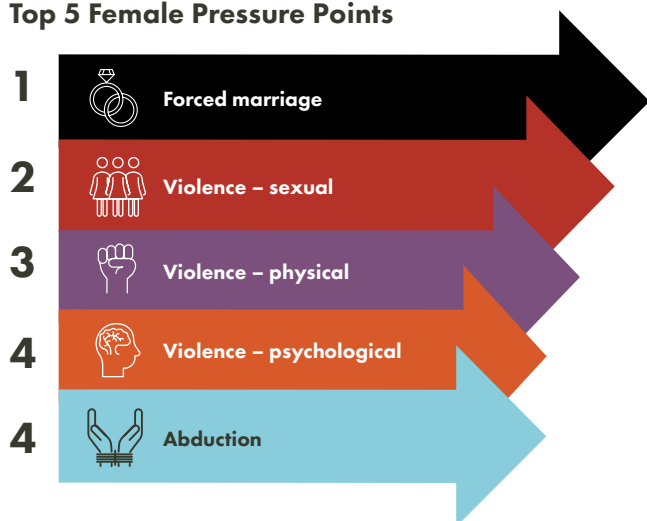 Top 5 Female Pressure Points
1 Forced marriage
2 Violence – sexual
3 Violence – physical
4 Violence – psychological
4 Abduction